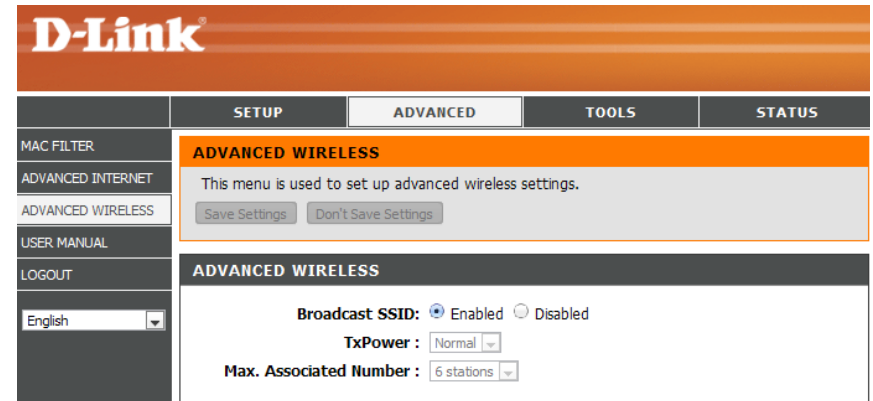 D-Link
SETUP ADVANCED TOOLS STATUS
MAC FILTER
ADVANCED INTERNET
ADVANCED WIRELESS
USER MANUAL
LOGOUT
English
ADVANCED WIRELESS
This menu is used to set up advanced wireless settings.
Save Settings Don't Save Settings
ADVANCED WIRELESS
Broadcast SSID: Enabled Disabled
TxPower : Normal
Max. Associated Number : 6 stations